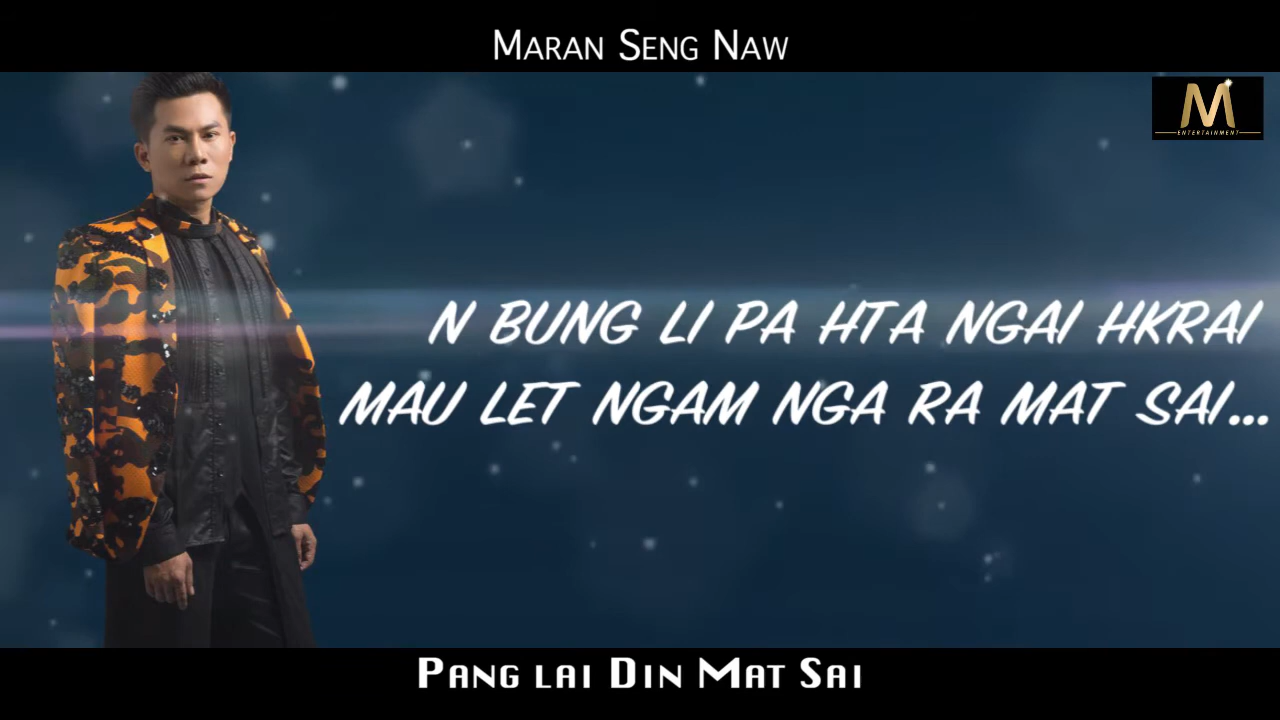 Maran Seng Naw
M
ENTERTAINMENT
N BUNG LI PA HTA NGAI HKRAI
MAU LET NGAM NGA RA MAT SAI...
Pang lai Din Mat Sai